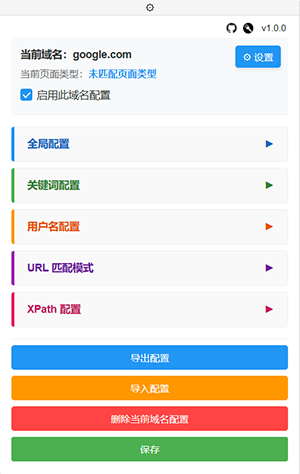 v1.0.0
当前域名：google.com
设置
当前页面类型：未匹配页面类型
启用此域名配置
全局配置
关键词配置
用户名配置
URL 匹配模式
XPath 配置
导出配置
导入配置
删除当前域名配置
保存